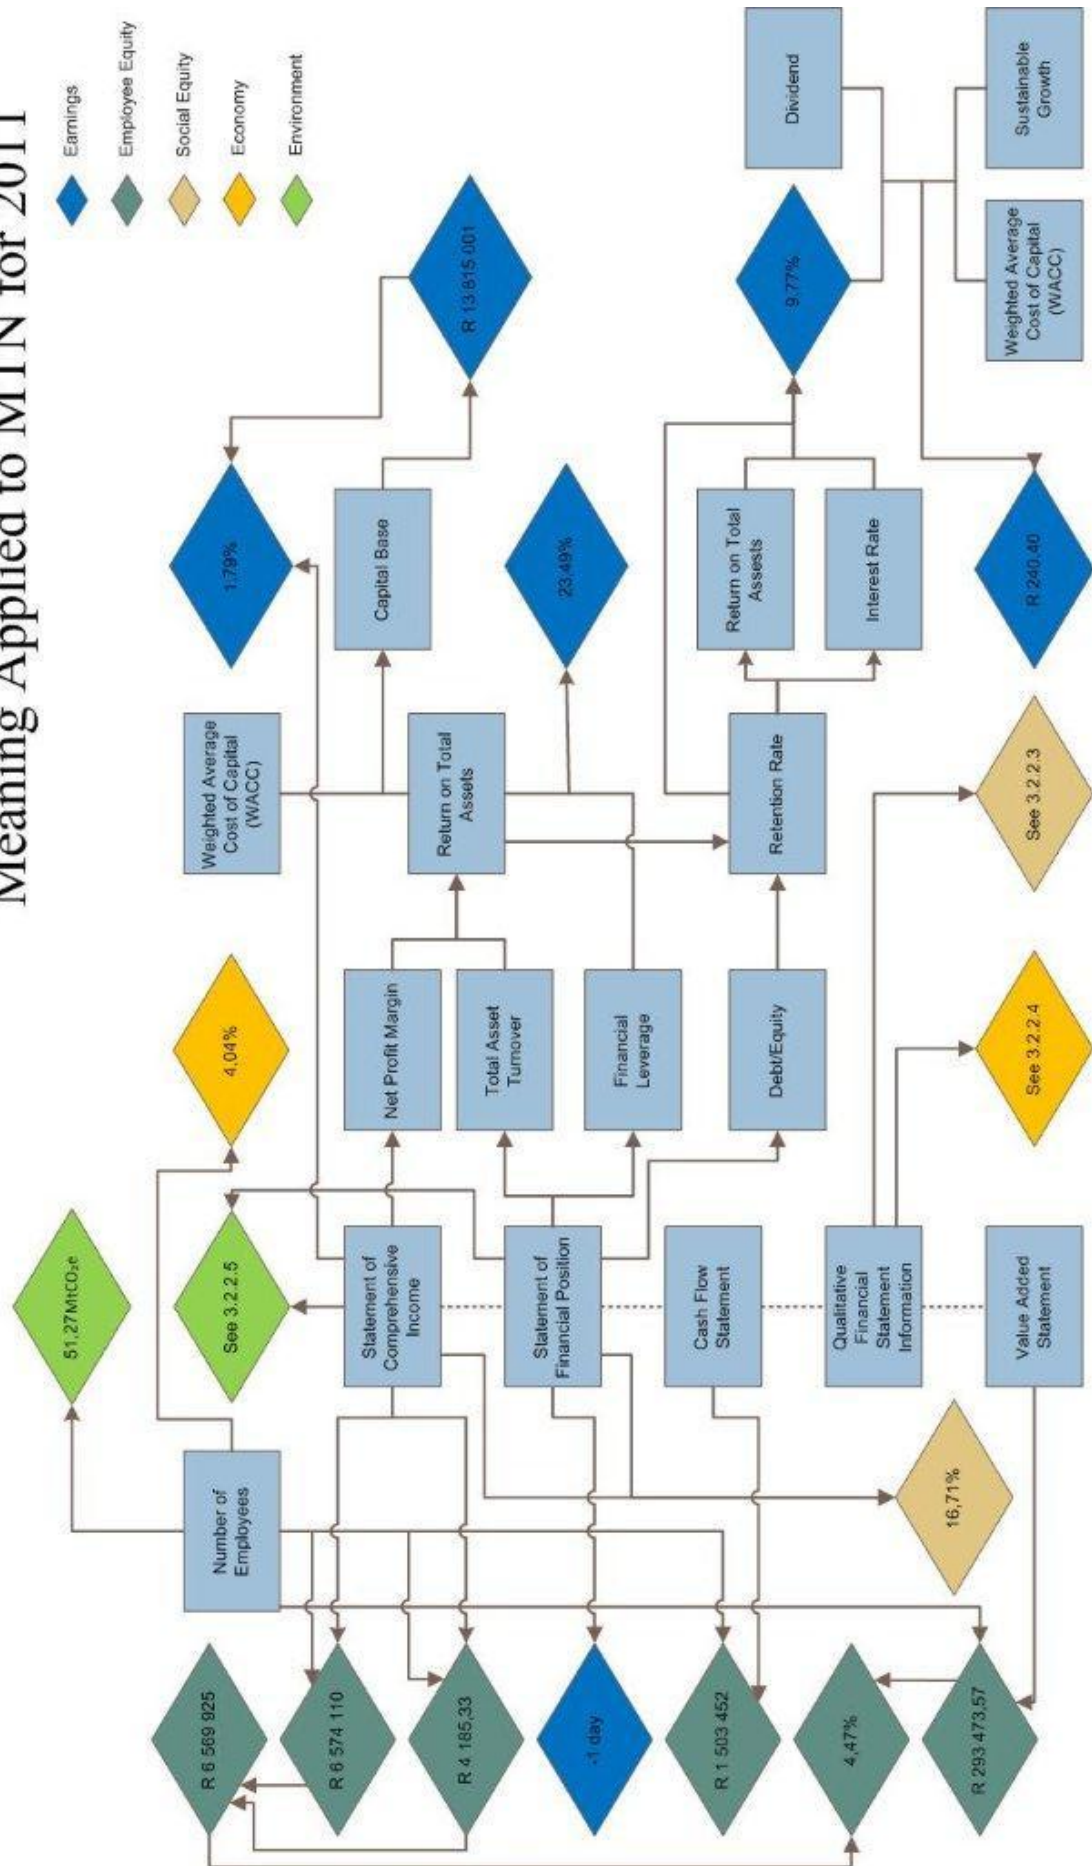 Meaning Applied to MTN for 2011
Earnings
Employee Equity
Social Equity
Economy
Environment
51,27MtCO₂e
R 6 569 925
Number of
Employees
See 3.2.2.5
4,04%
Weighted Average
Cost of Capital
(WACC)
1.79%
R 6 574 110
Statement of
Comprehensive
Income
Net Profit Margin
Capital Base
R 4 185,33
Total Asset
Turnover
Return on Total
Assets
R 13 815 001
-1 day
Statement of
Financial Position
Financial
Leverage
23.49%
R 1 503 452
Cash Flow
Statement
Debt/Equity
Retention Rate
Return on Total
Assests
9.77%
Dividend
4,47%
Qualitative
Financial
Statement
Information
Interest Rate
R 293 473,57
16,71%
Value Added
Statement
See 3.2.2.4
See 3.2.2.3
R 240.40
Weighted Average
Cost of Capital
(WACC)
Sustainable
Growth